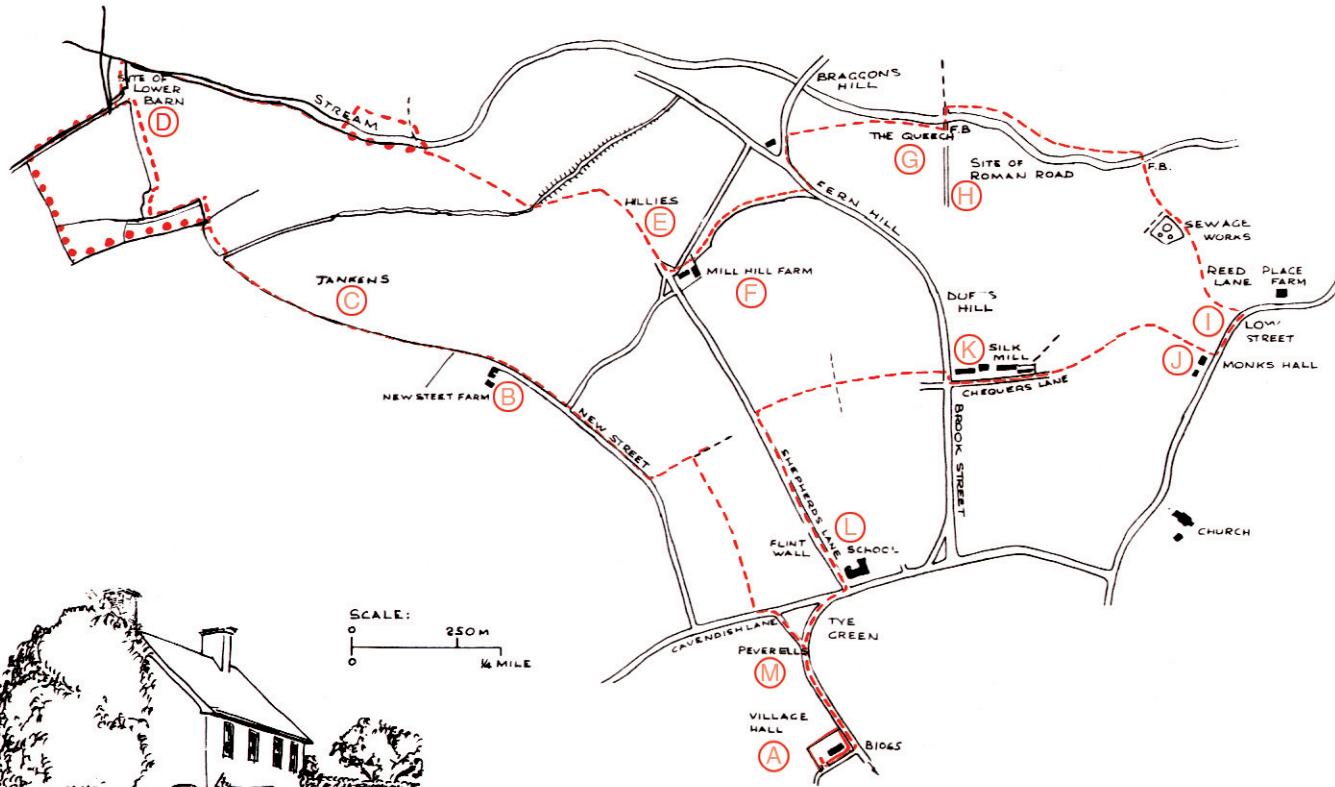 BRAGGONS
HILL
SITE OF
LOWER
BARN
D
STREAM
THE QUEECH
F.B
G
SITE OF
ROMAN ROAD
H
F.B.
HILLIES
E
FERN HILL
SEWAGE
WORKS
JANKENS
C
MILL HILL FARM
F
REED
LANE
PLACE
FARM
I
LOW
STREET
DUFFS
HILL
K
SILK
MILL
J
MONKS HALL
CHEQUERS LANE
NEW STEET FARM
B
NEW STREET
BROOK STREET
SHEPHERDS LANE
L
FLINT
WALL
SCHOOL
CHURCH
SCALE:
0
250 M
0
¼ MILE
CAVENDISH LANE
TYE
GREEN
PEVERELLS
M
VILLAGE
HALL
A
B1065